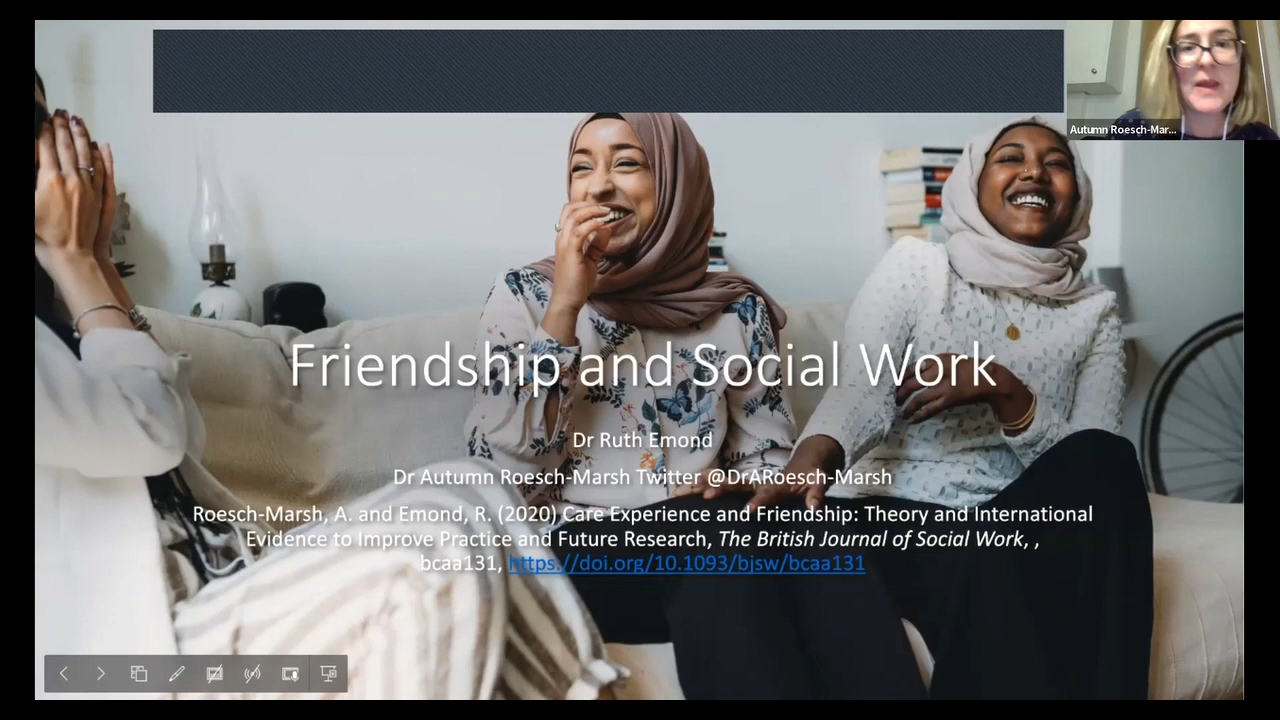 Autumn Roesch-Mar...
Friendship and Social Work
Dr Ruth Emond
Dr Autumn Roesch-Marsh Twitter @DrARoesch-Marsh
Roesch-Marsh, A. and Emond, R. (2020) Care Experience and Friendship: Theory and International
Evidence to Improve Practice and Future Research, The British Journal of Social Work, ,
bcaa131, https://doi.org/10.1093/bjsw/bcaa131